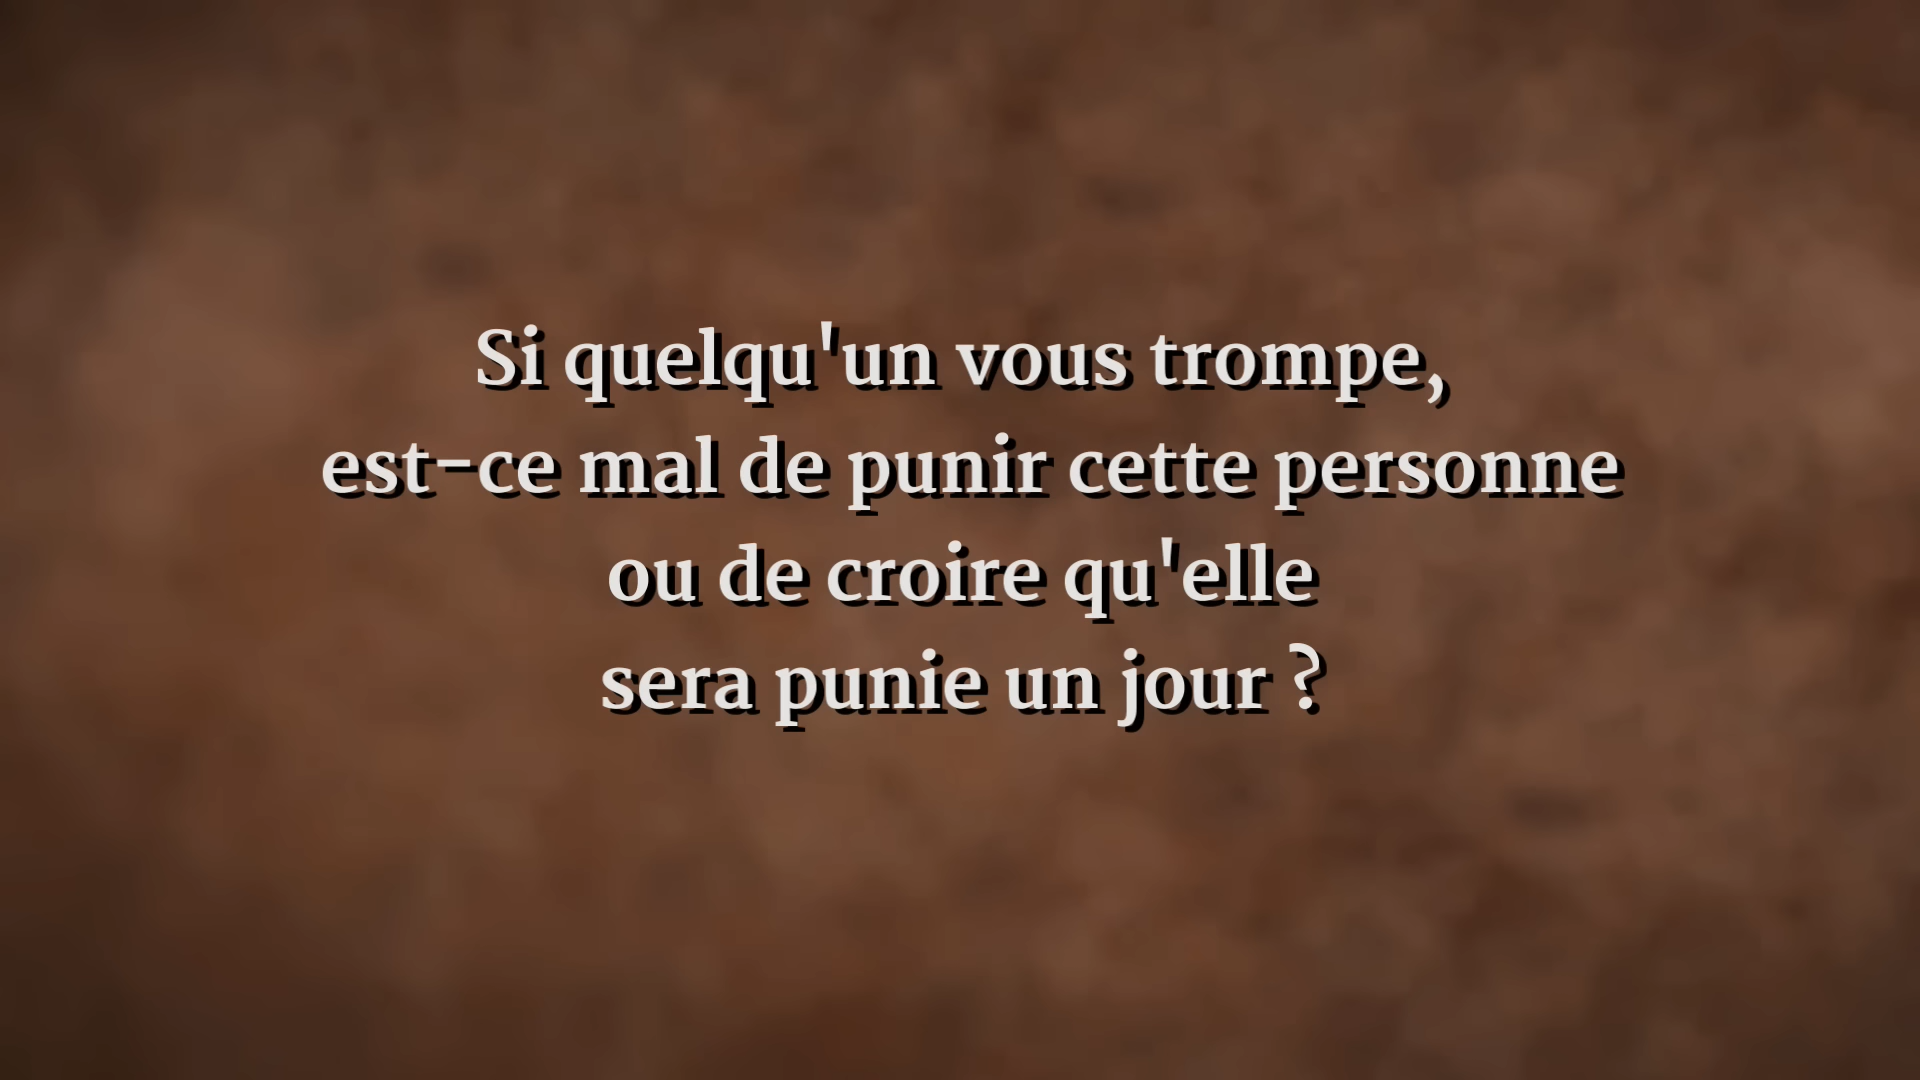 Si quelqu'un vous trompe,
est-ce mal de punir cette personne
ou de croire qu'elle
sera punie un jour ?